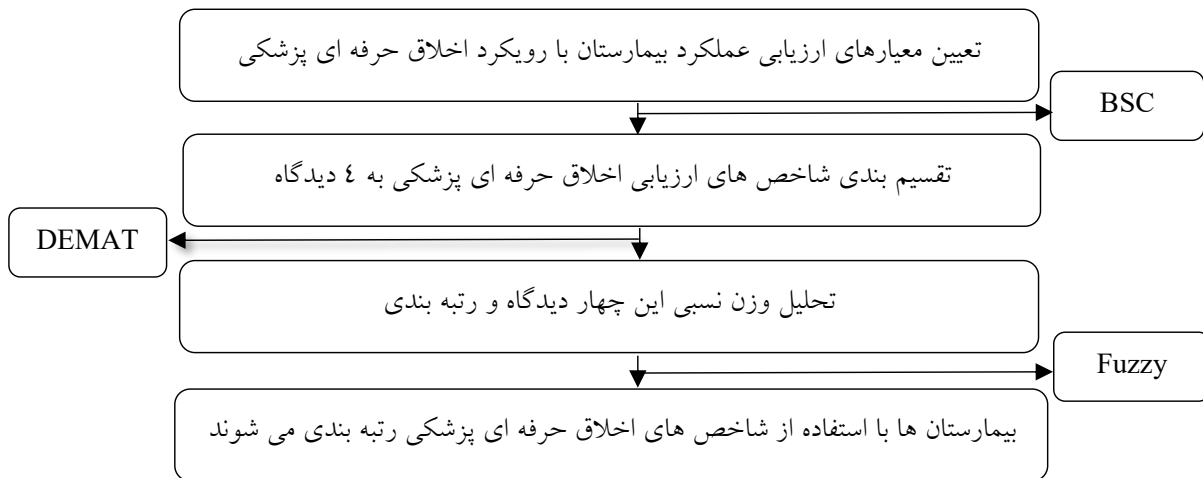 تعیین معیارهای ارزیابی عملکرد بیمارستان با رویکرد اخلاق حرفه ای پزشکی
BSC
تقسیم بندی شاخص های ارزیابی اخلاق حرفه ای پزشکی به ٤ دیدگاه
DEMAT
تحلیل وزن نسبی این چهار دیدگاه و رتبه بندی
Fuzzy
بیمارستان ها با استفاده از شاخص های اخلاق حرفه ای پزشکی رتبه بندی می شوند